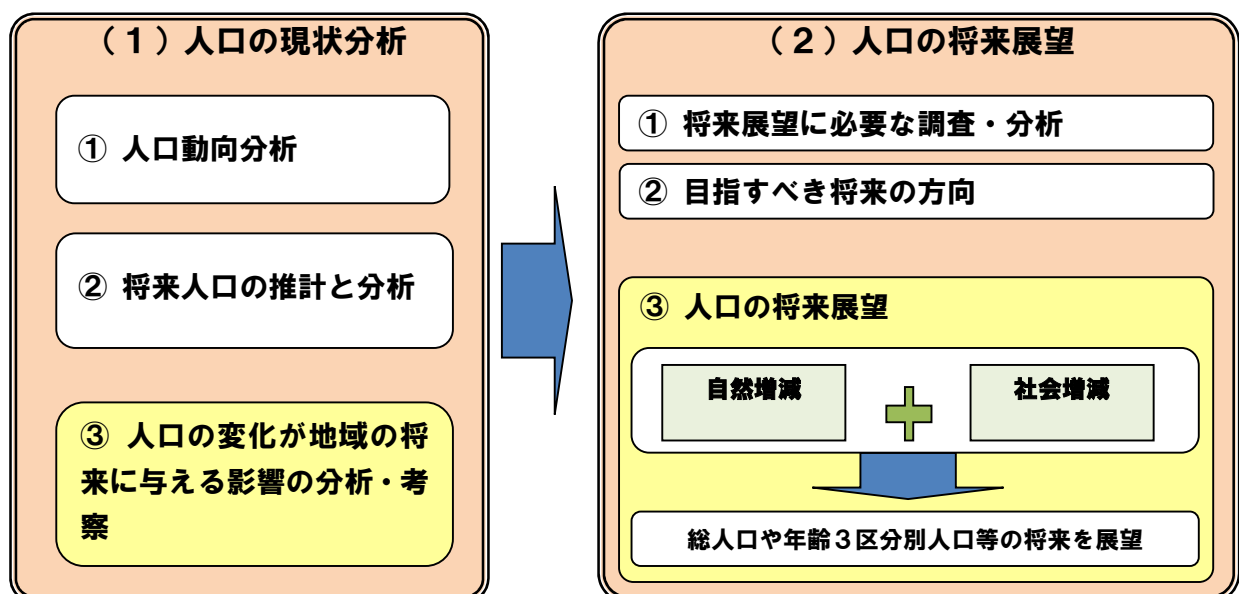 （１）人口の現状分析
① 人口動向分析
② 将来人口の推計と分析
③ 人口の変化が地域の将
来に与える影響の分析・考
察
（２）人口の将来展望
① 将来展望に必要な調査・分析
② 目指すべき将来の方向
③ 人口の将来展望
自然増減
社会増減
総人口や年齢３区分別人口等の将来を展望